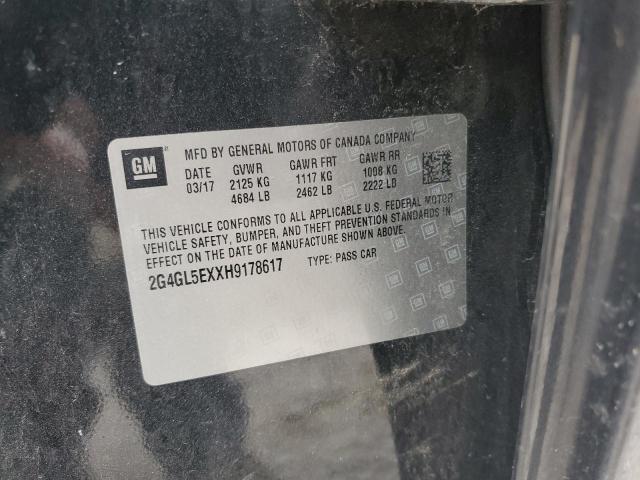 GM
MFD BY GENERAL MOTORS OF CANADA COMPANY
DATE GVWR GAWR FRT GAWR RR
03/17 2125 KG 1117 KG 1008 KG
4684 LB 2462 LB 2222 LB
THIS VEHICLE CONFORMS TO ALL APPLICABLE U.S. FEDERAL MOTOR
VEHICLE SAFETY, BUMPER, AND THEFT PREVENTION STANDARDS IN
EFFECT ON THE DATE OF MANUFACTURE SHOWN ABOVE.
2G4GL5EXXH9178617 TYPE: PASS CAR